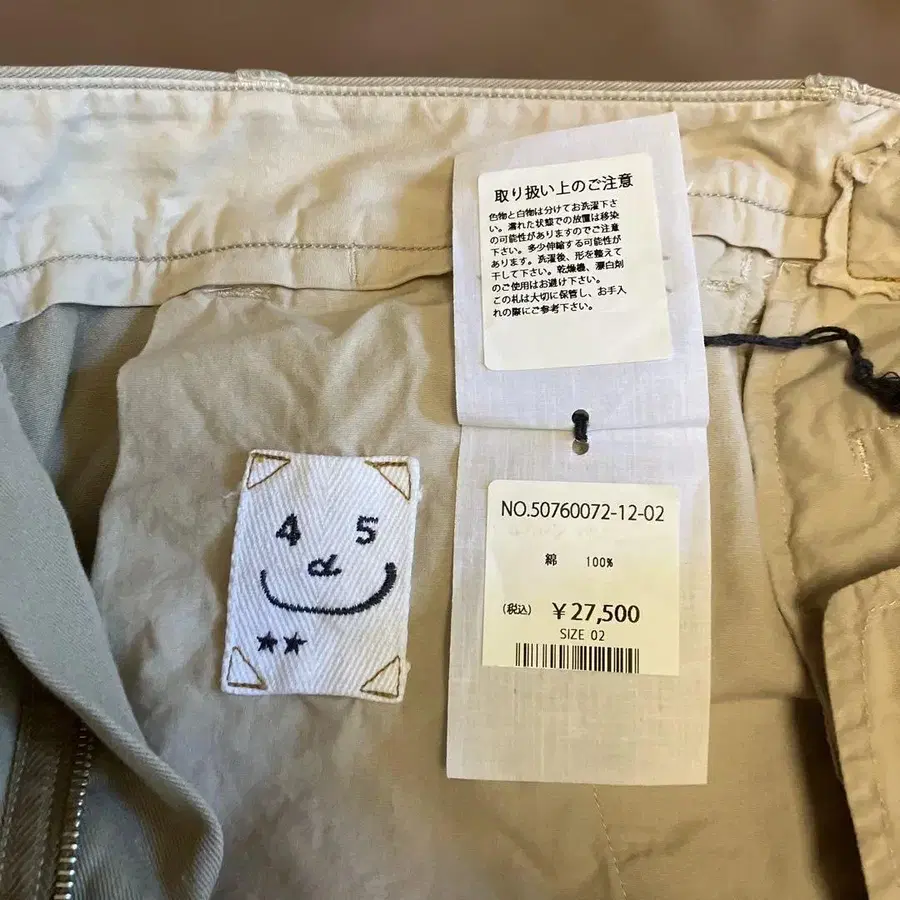 取り扱い上のご注意
色物と白物は分けてお洗濯下さ
い。濡れた状態での放置は移染
の可能性がありますのでご注意
下さい。多少伸縮する可能性が
あります。洗濯後、形を整えて
干して下さい。乾燥機、漂白剤
のご使用はお避け下さい。
この札は大切に保管し、お手入
れの際にご参考下さい。
4 5
d
★★
NO.50760072-12-02
綿 100%
(税込) ¥27,500
SIZE 02